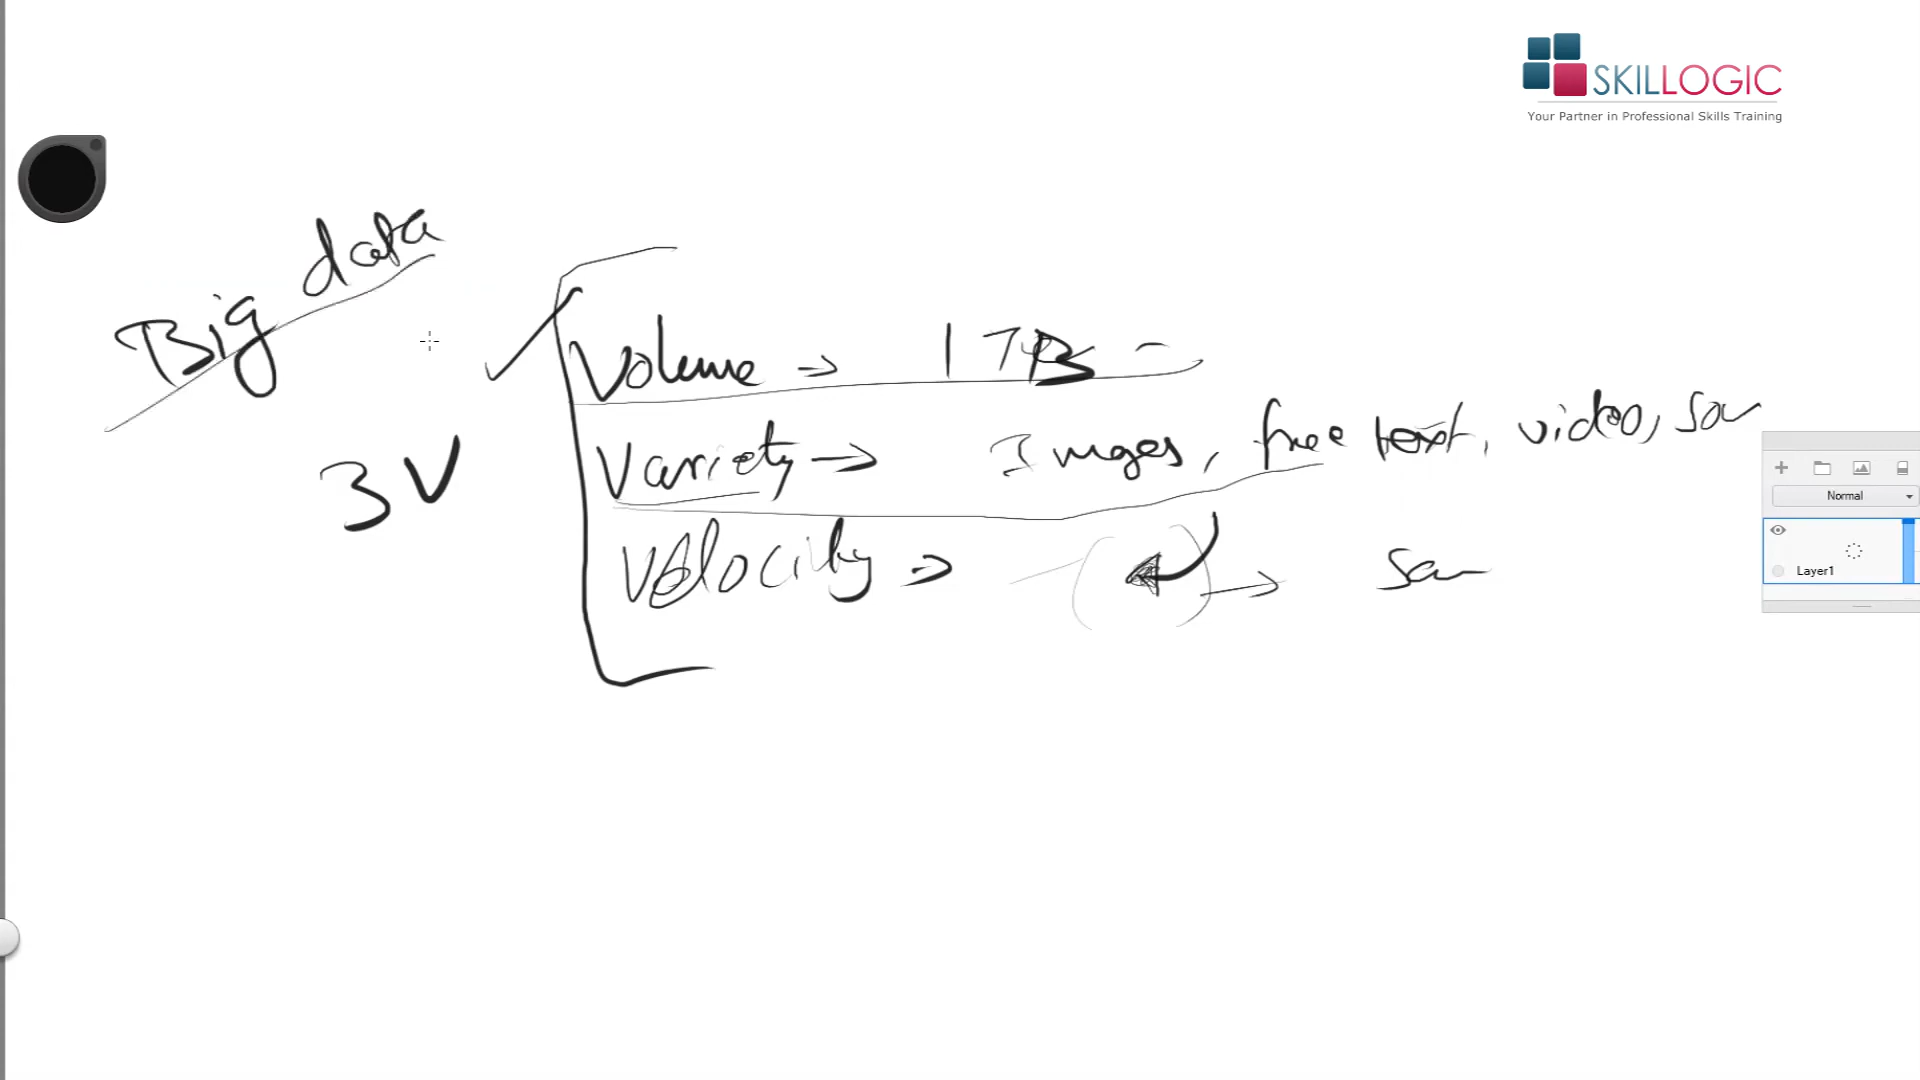 SKILLOGIC
Your Partner in Professional Skills Training
Big data
3V
Volume → 1 TB
Variety → Images, free text, video,
Velocity →
Normal
Layer1